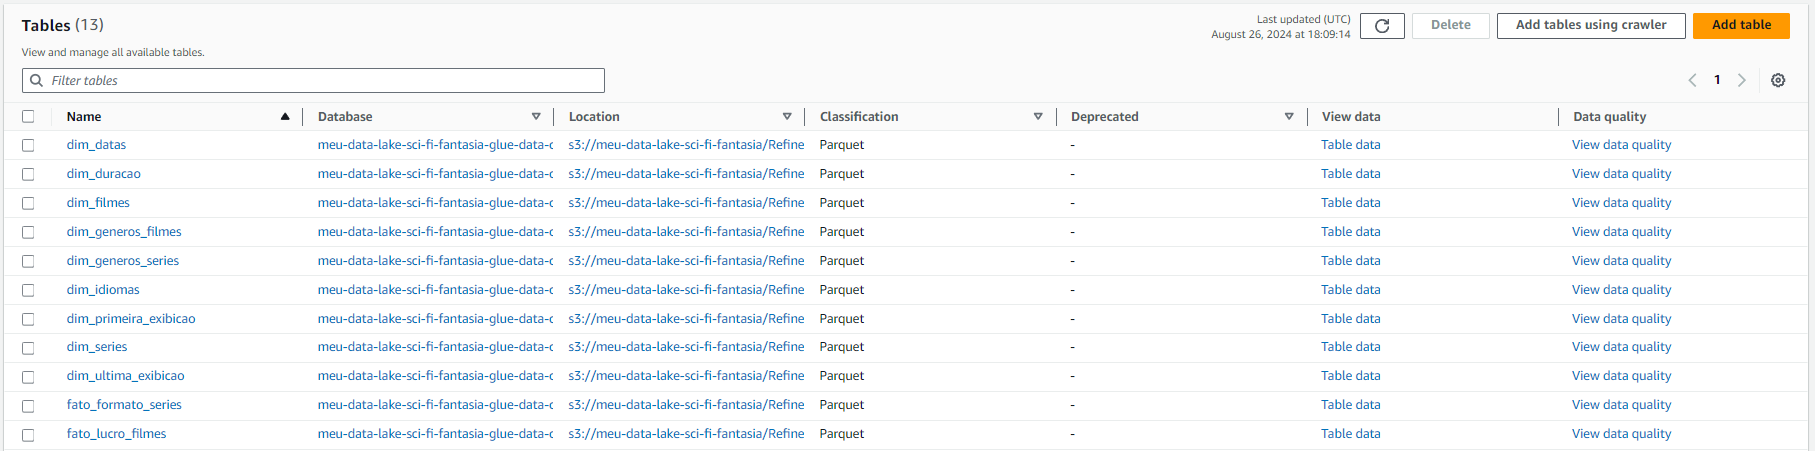 Tables (13)
Last updated (UTC)
August 26, 2024 at 18:09:14
Delete
Add tables using crawler
Add table
View and manage all available tables.
Filter tables
1
Name Database Location Classification Deprecated View data Data quality
dim_datas meu-data-lake-sci-fi-fantasia-glue-data-c s3://meu-data-lake-sci-fi-fantasia/Refine Parquet - Table data View data quality
dim_duracao meu-data-lake-sci-fi-fantasia-glue-data-c s3://meu-data-lake-sci-fi-fantasia/Refine Parquet - Table data View data quality
dim_filmes meu-data-lake-sci-fi-fantasia-glue-data-c s3://meu-data-lake-sci-fi-fantasia/Refine Parquet - Table data View data quality
dim_generos_filmes meu-data-lake-sci-fi-fantasia-glue-data-c s3://meu-data-lake-sci-fi-fantasia/Refine Parquet - Table data View data quality
dim_generos_series meu-data-lake-sci-fi-fantasia-glue-data-c s3://meu-data-lake-sci-fi-fantasia/Refine Parquet - Table data View data quality
dim_idiomas meu-data-lake-sci-fi-fantasia-glue-data-c s3://meu-data-lake-sci-fi-fantasia/Refine Parquet - Table data View data quality
dim_primeira_exibicao meu-data-lake-sci-fi-fantasia-glue-data-c s3://meu-data-lake-sci-fi-fantasia/Refine Parquet - Table data View data quality
dim_series meu-data-lake-sci-fi-fantasia-glue-data-c s3://meu-data-lake-sci-fi-fantasia/Refine Parquet - Table data View data quality
dim_ultima_exibicao meu-data-lake-sci-fi-fantasia-glue-data-c s3://meu-data-lake-sci-fi-fantasia/Refine Parquet - Table data View data quality
fato_formato_series meu-data-lake-sci-fi-fantasia-glue-data-c s3://meu-data-lake-sci-fi-fantasia/Refine Parquet - Table data View data quality
fato_lucro_filmes meu-data-lake-sci-fi-fantasia-glue-data-c s3://meu-data-lake-sci-fi-fantasia/Refine Parquet - Table data View data quality